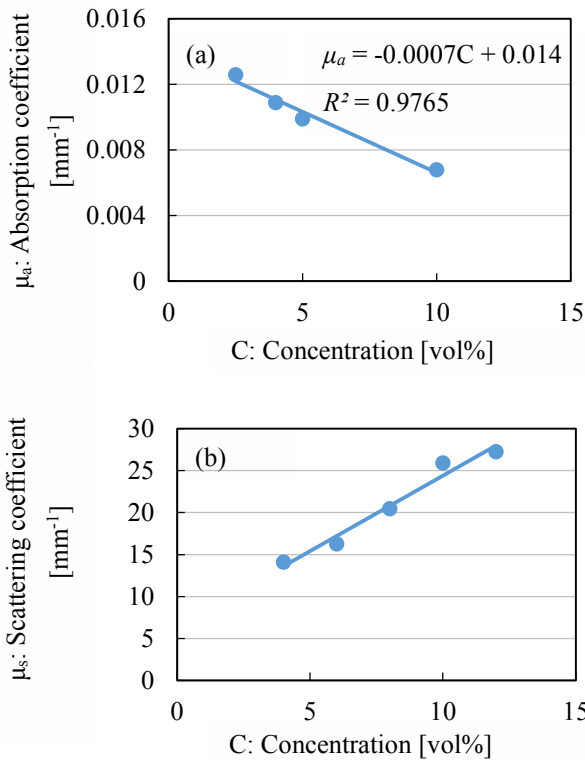 0.016
(a)
μₐ = -0.0007C + 0.014
0.012
R² = 0.9765
0.008
0.004
0
0
5
10
15
μₐ: Absorption coefficient
[mm⁻¹]
C: Concentration [vol%]
30
(b)
25
20
15
10
5
0
0
5
10
15
μₛ: Scattering coefficient
[mm⁻¹]
C: Concentration [vol%]